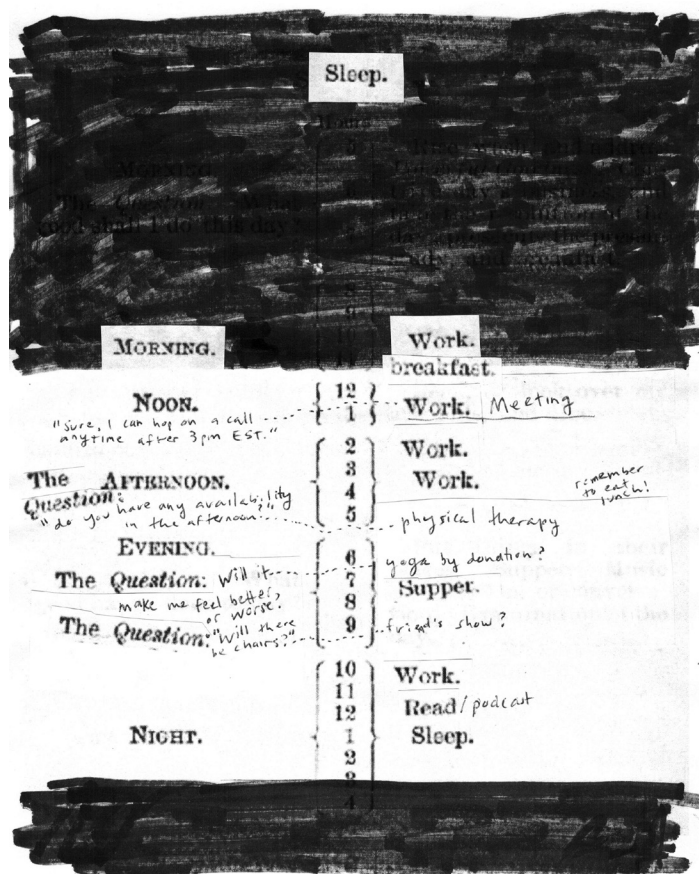 Sleep.
MORNING.
Work.
breakfast.
NOON.
12
1
Work. Meeting
"sure, I can hop on a call
anytime after 3pm EST."
2
Work.
3
AFTERNOON.
Work.
The
Question:
4
remember
to eat
lunch!
"do you have any availability
in the afternoon?"
5
physical therapy
EVENING.
6
yoga by donation?
The Question: Will it
7
Supper.
make me feel better,
or worse?
8
The Question: "Will there
be chairs?"
9
friend's show?
10
Work.
11
12
Read/podcast
NIGHT.
1
Sleep.
2
3
4